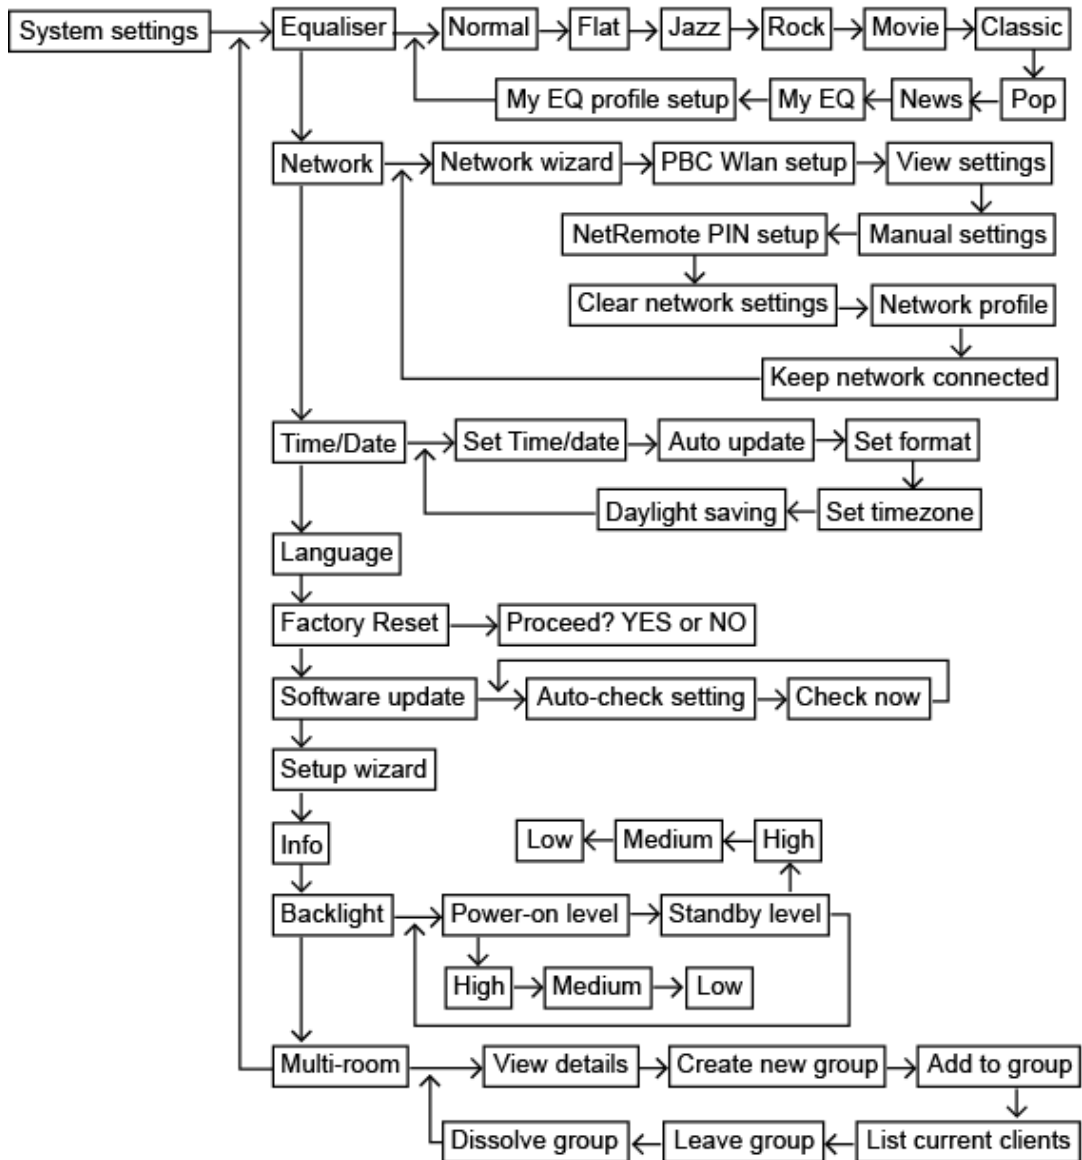 System settings
Equaliser
Normal
Flat
Jazz
Rock
Movie
Classic
Pop
News
My EQ
My EQ profile setup
Network
Network wizard
PBC Wlan setup
View settings
Manual settings
NetRemote PIN setup
Clear network settings
Network profile
Keep network connected
Time/Date
Set Time/date
Auto update
Set format
Set timezone
Daylight saving
Language
Factory Reset
Proceed? YES or NO
Software update
Auto-check setting
Check now
Setup wizard
Info
Backlight
Power-on level
High
Medium
Low
Standby level
High
Medium
Low
Multi-room
View details
Create new group
Add to group
List current clients
Leave group
Dissolve group